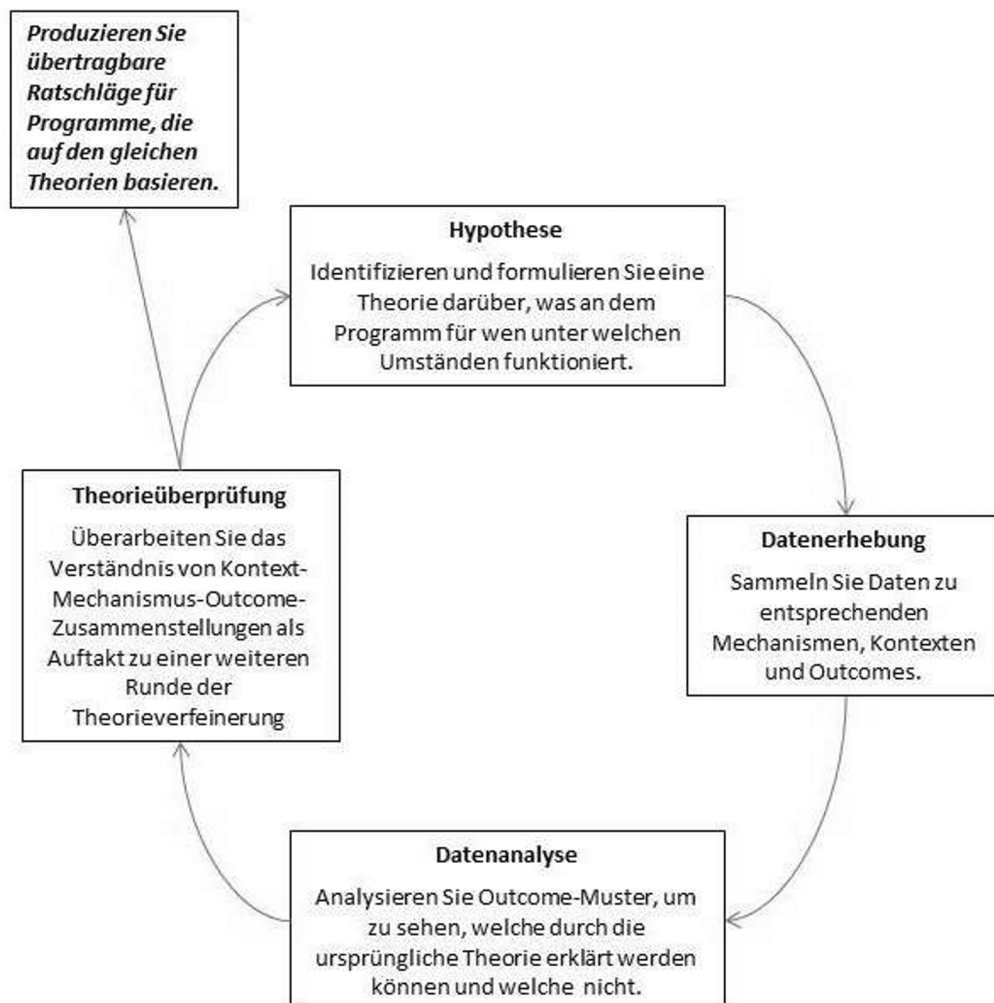 Produzieren Sie
übertragbare
Ratschläge für
Programme, die
auf den gleichen
Theorien basieren.
Hypothese
Identifizieren und formulieren Sie eine
Theorie darüber, was an dem
Programm für wen unter welchen
Umständen funktioniert.
Theorieüberprüfung
Überarbeiten Sie das
Verständnis von Kontext-
Mechanismus-Outcome-
Zusammenstellungen als
Auftakt zu einer weiteren
Runde der
Theorieverfeinerung
Datenerhebung
Sammeln Sie Daten zu
entsprechenden
Mechanismen, Kontexten
und Outcomes.
Datenanalyse
Analysieren Sie Outcome-Muster, um
zu sehen, welche durch die
ursprüngliche Theorie erklärt werden
können und welche nicht.